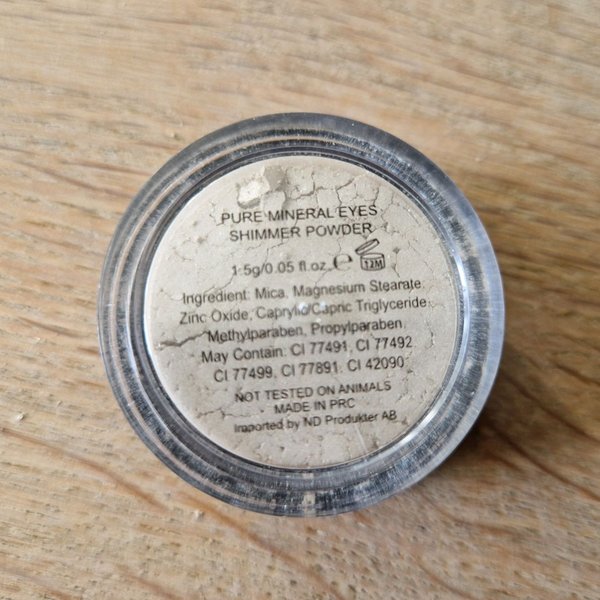 PURE MINERAL EYES
SHIMMER POWDER
1.5g/0.05 fl.oz. ℮ 12M
Ingredient: Mica, Magnesium Stearate,
Zinc Oxide, Caprylic/Capric Triglyceride
Methylparaben, Propylparaben,
May Contain: CI 77491, CI 77492
CI 77499, CI 77891, CI 42090
NOT TESTED ON ANIMALS
MADE IN PRC
Imported by ND Produkter AB